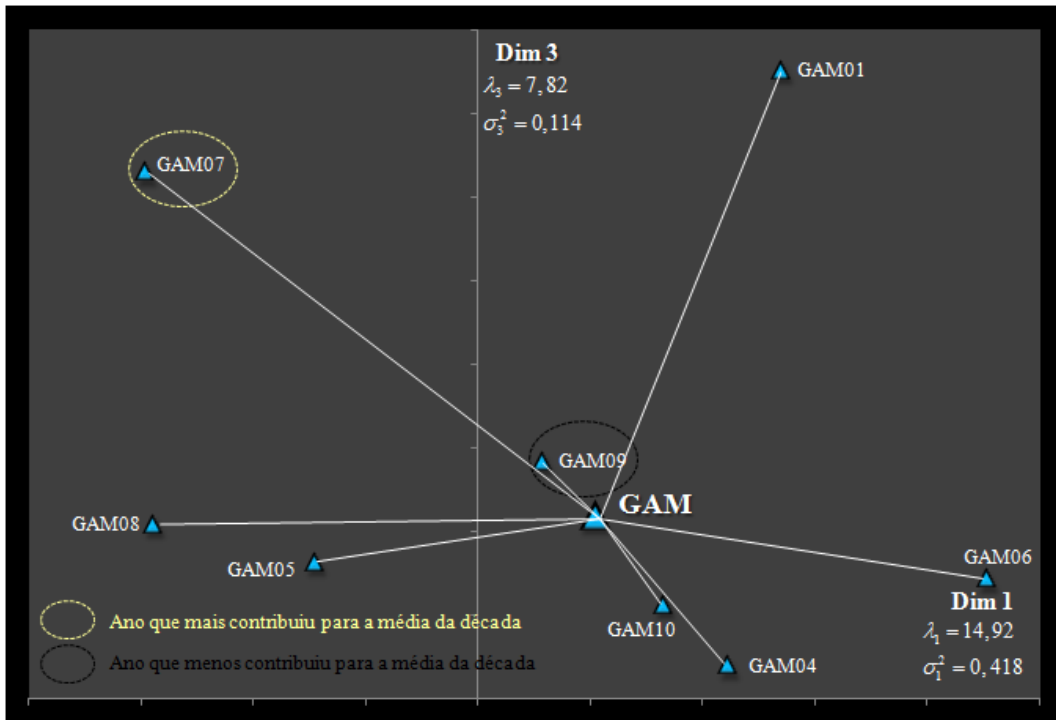 Dim 3
λ₃ = 7,82
σ₃² = 0,114
GAM01
GAM07
GAM09
GAM
GAM08
GAM05
GAM06
Dim 1
λ₁ = 14,92
σ₁² = 0,418
GAM10
GAM04
Ano que mais contribuiu para a média da década
Ano que menos contribuiu para a média da década